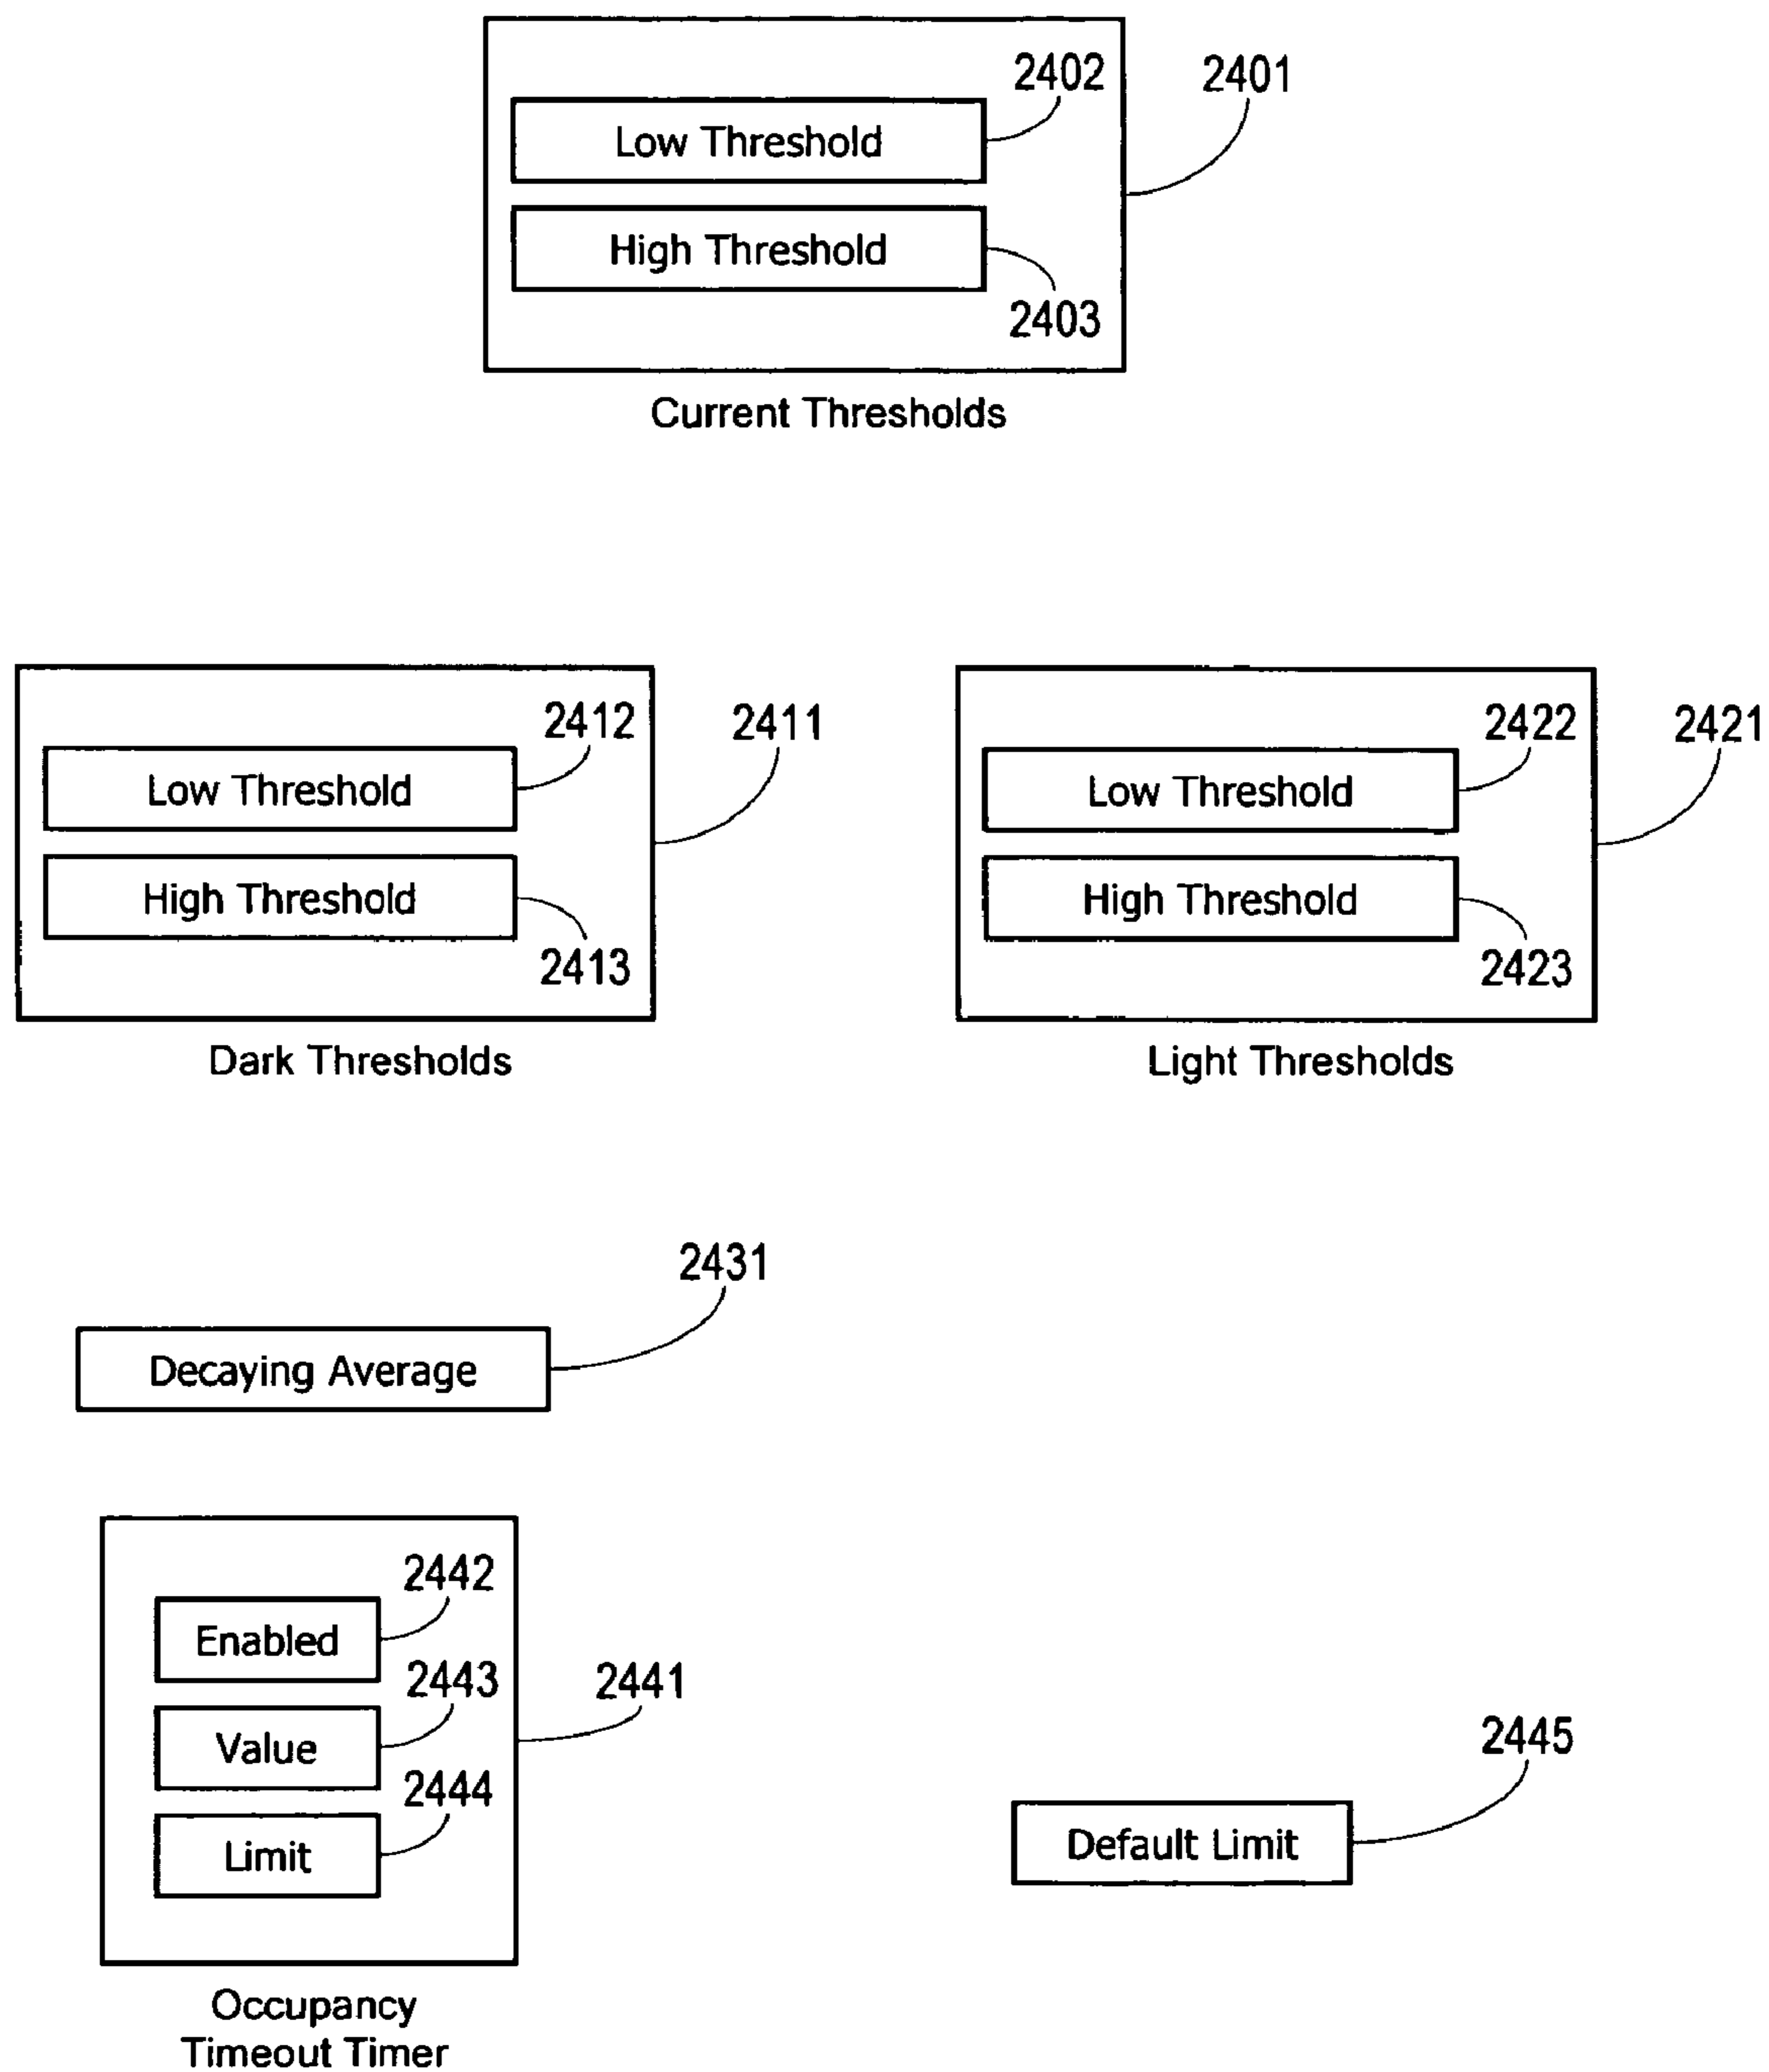 2402
2401
Low Threshold
High Threshold
2403
Current Thresholds
2412
2411
Low Threshold
High Threshold
2413
Dark Thresholds
2422
2421
Low Threshold
High Threshold
2423
Light Thresholds
2431
Decaying Average
2442
Enabled
2443
2441
Value
2444
Limit
Occupancy
Timeout Timer
2445
Default Limit